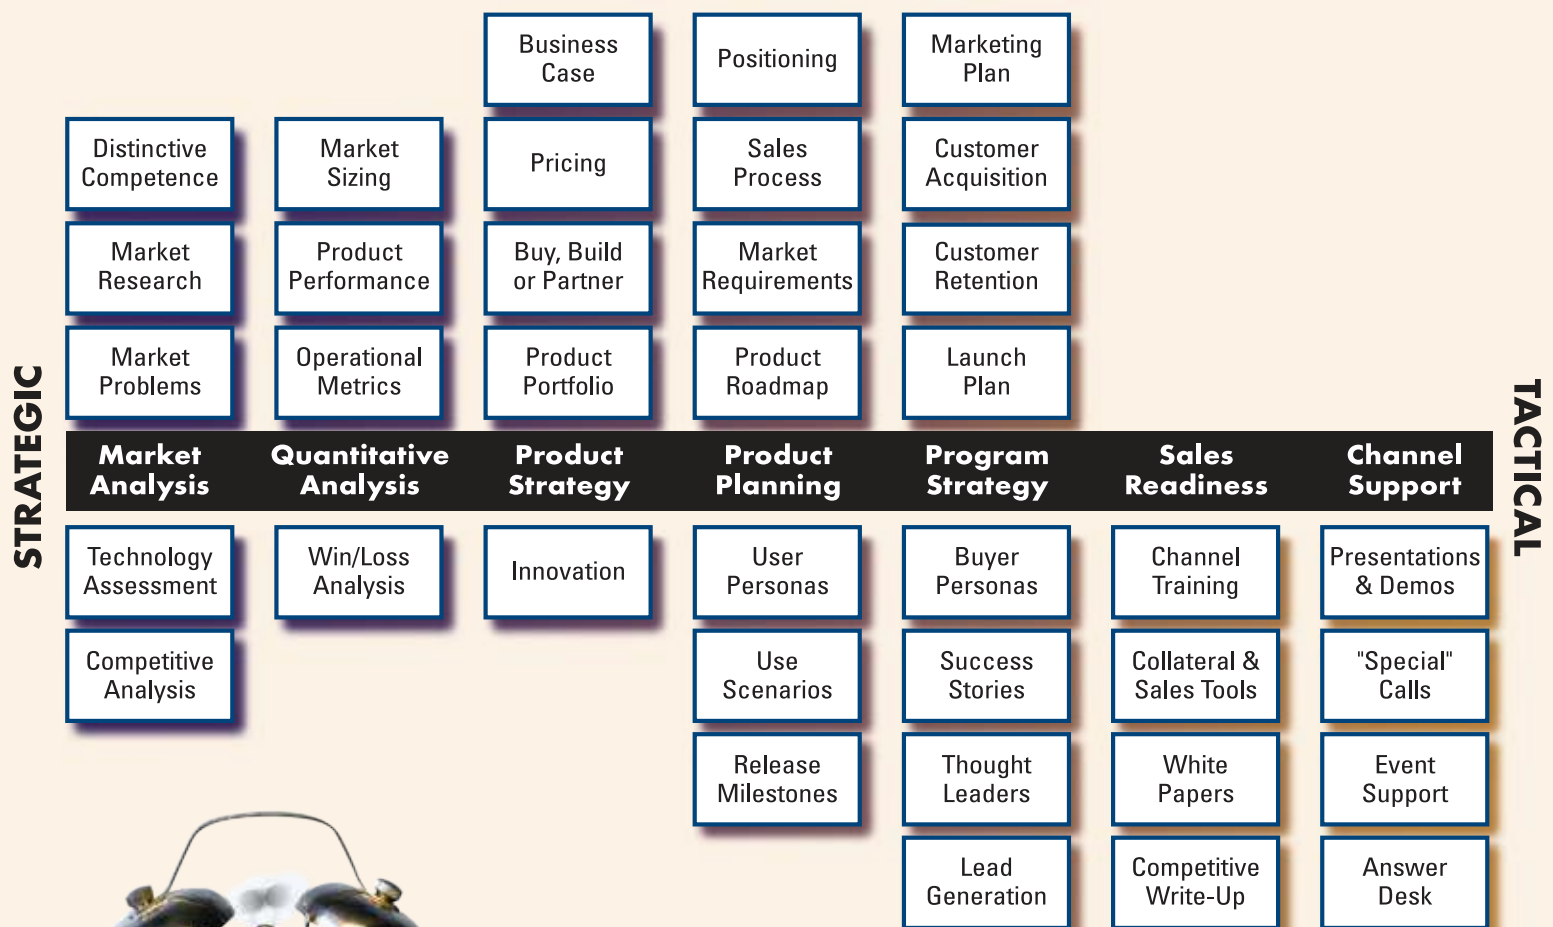 Business
Case
Positioning
Marketing
Plan
Distinctive
Competence
Market
Sizing
Pricing
Sales
Process
Customer
Acquisition
Market
Research
Product
Performance
Buy, Build
or Partner
Market
Requirements
Customer
Retention
Market
Problems
Operational
Metrics
Product
Portfolio
Product
Roadmap
Launch
Plan
STRATEGIC
Market
Analysis
Quantitative
Analysis
Product
Strategy
Product
Planning
Program
Strategy
Sales
Readiness
Channel
Support
TACTICAL
Technology
Assessment
Win/Loss
Analysis
Innovation
User
Personas
Buyer
Personas
Channel
Training
Presentations
& Demos
Competitive
Analysis
Use
Scenarios
Success
Stories
Collateral &
Sales Tools
"Special"
Calls
Release
Milestones
Thought
Leaders
White
Papers
Event
Support
Lead
Generation
Competitive
Write-Up
Answer
Desk